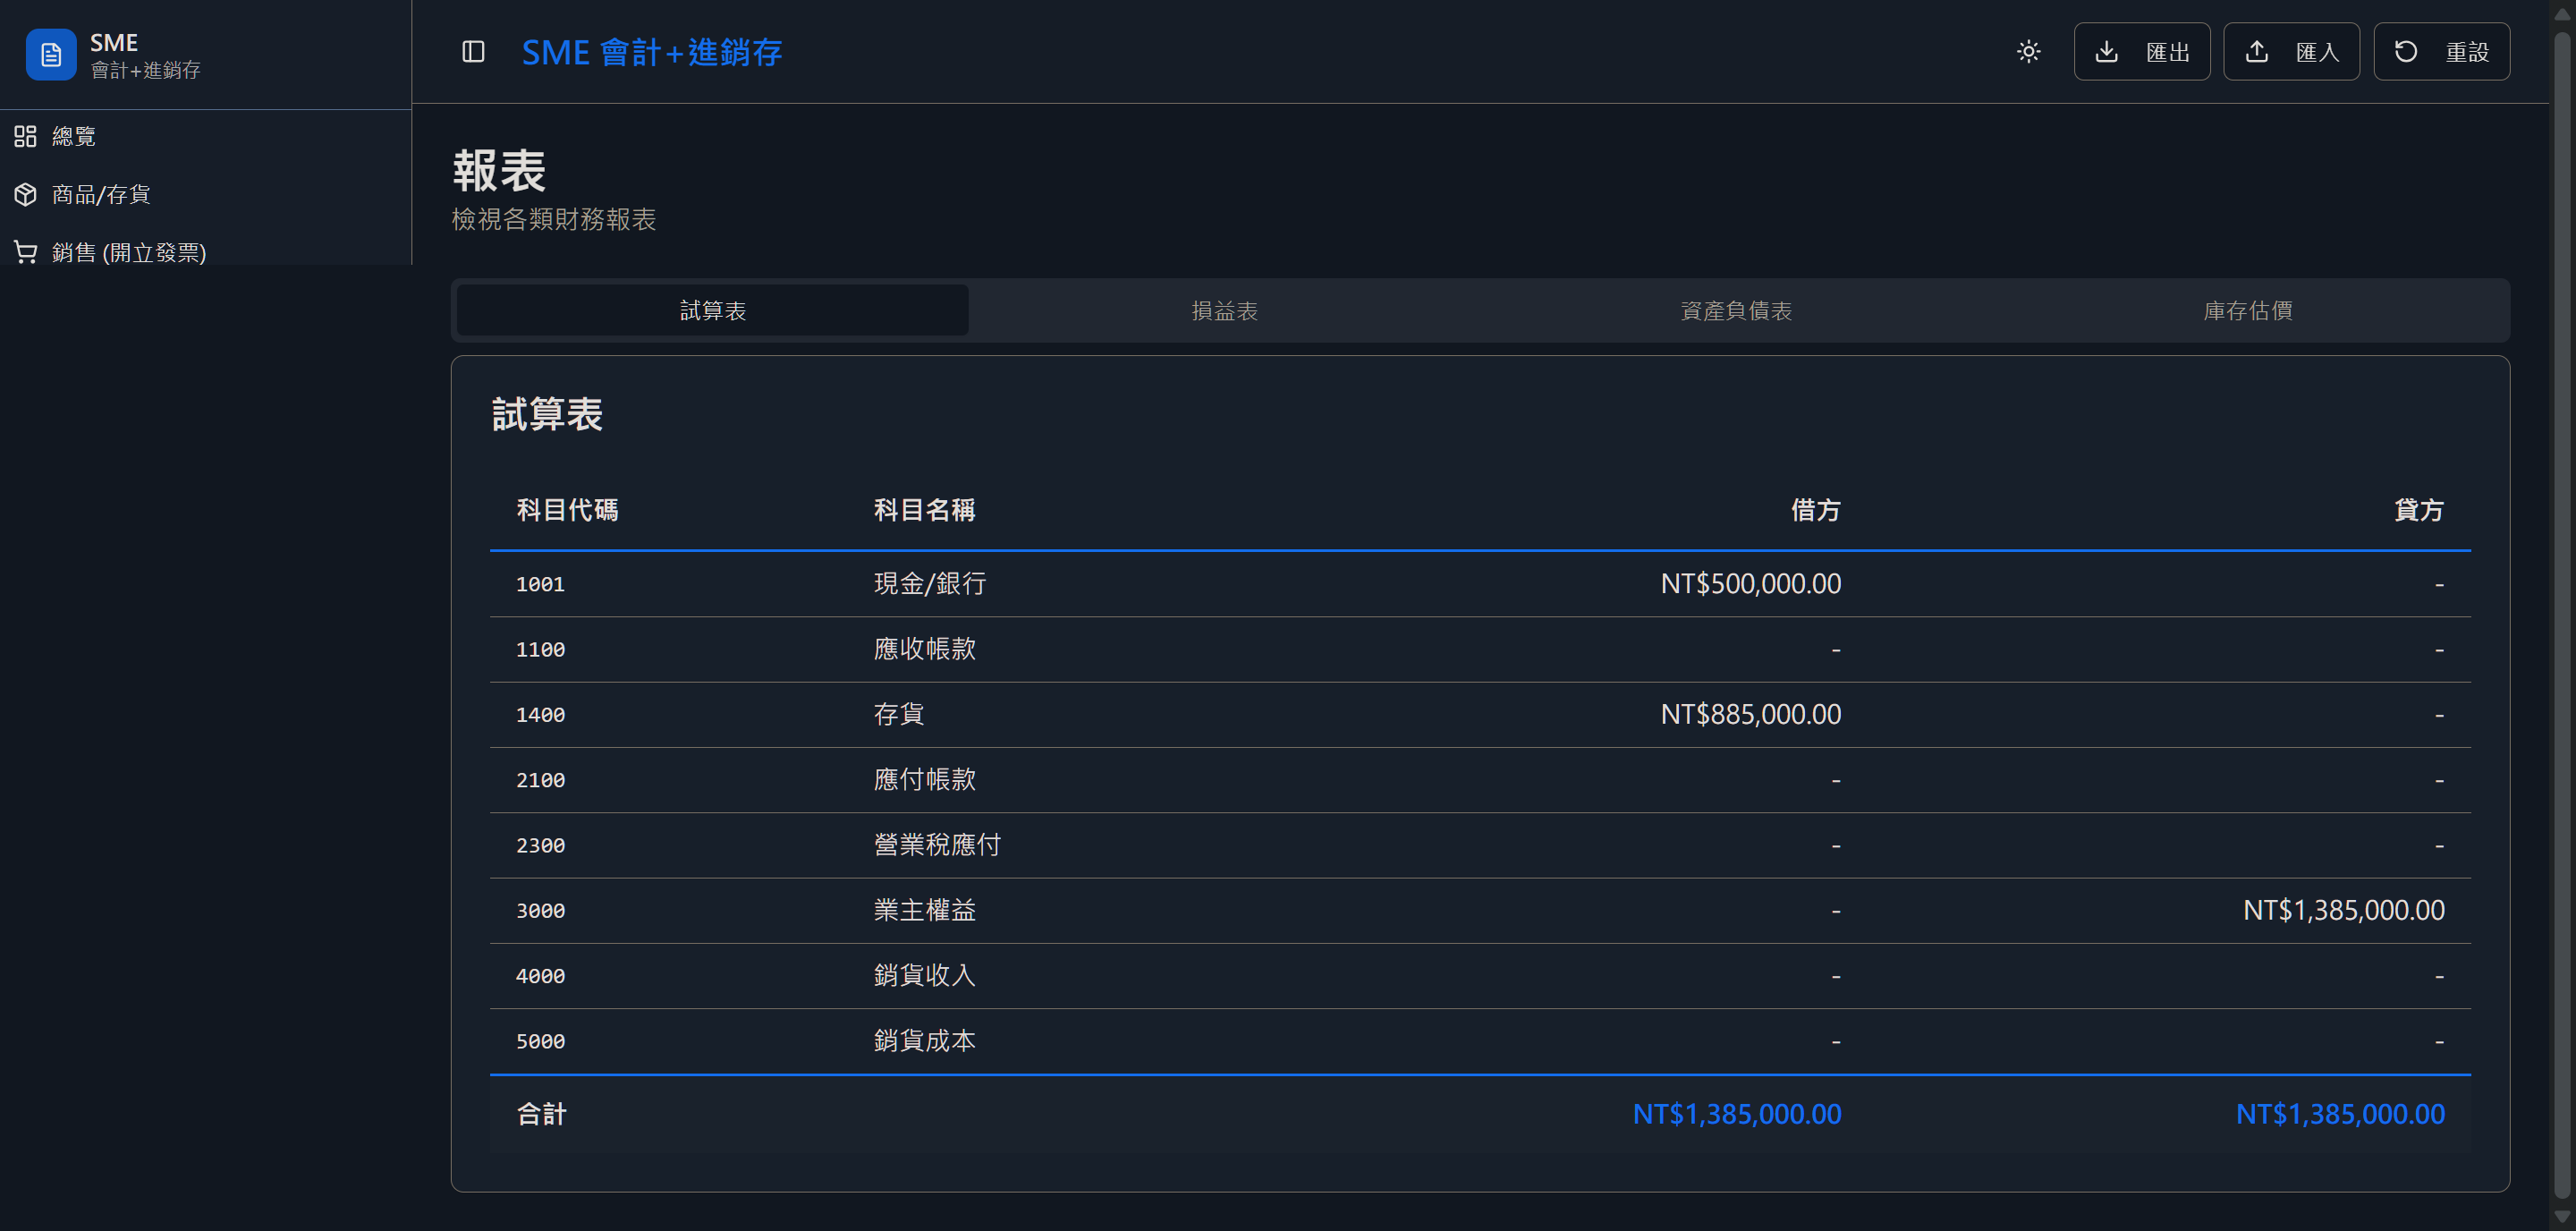 SME
會計+進銷存
總覽
商品/存貨
銷售 (開立發票)
SME 會計+進銷存
匯出
匯入
重設
報表
檢視各類財務報表
試算表 損益表 資產負債表 庫存估價
試算表
科目代碼 科目名稱 借方 貸方
1001 現金/銀行 NT$500,000.00 -
1100 應收帳款 - -
1400 存貨 NT$885,000.00 -
2100 應付帳款 - -
2300 營業稅應付 - -
3000 業主權益 - NT$1,385,000.00
4000 銷貨收入 - -
5000 銷貨成本 - -
合計 NT$1,385,000.00 NT$1,385,000.00